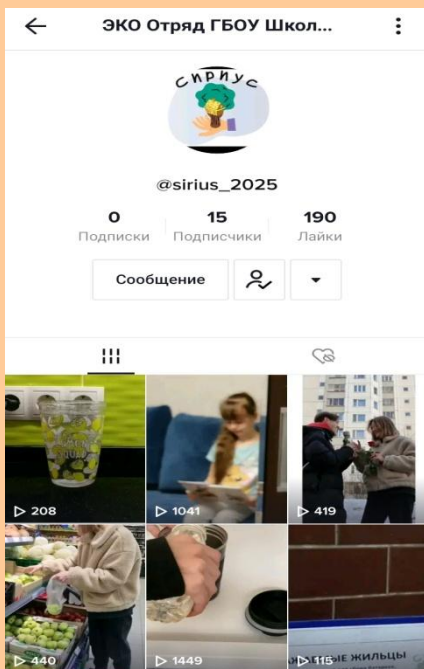 ЭКО Отряд ГБОУ Школ...
СИРИУС
@sirius_2025
0 15 190
Подписки Подписчики Лайки
Сообщение
208 1041 419
440 1449 115
ЖИЛЬЦЫ